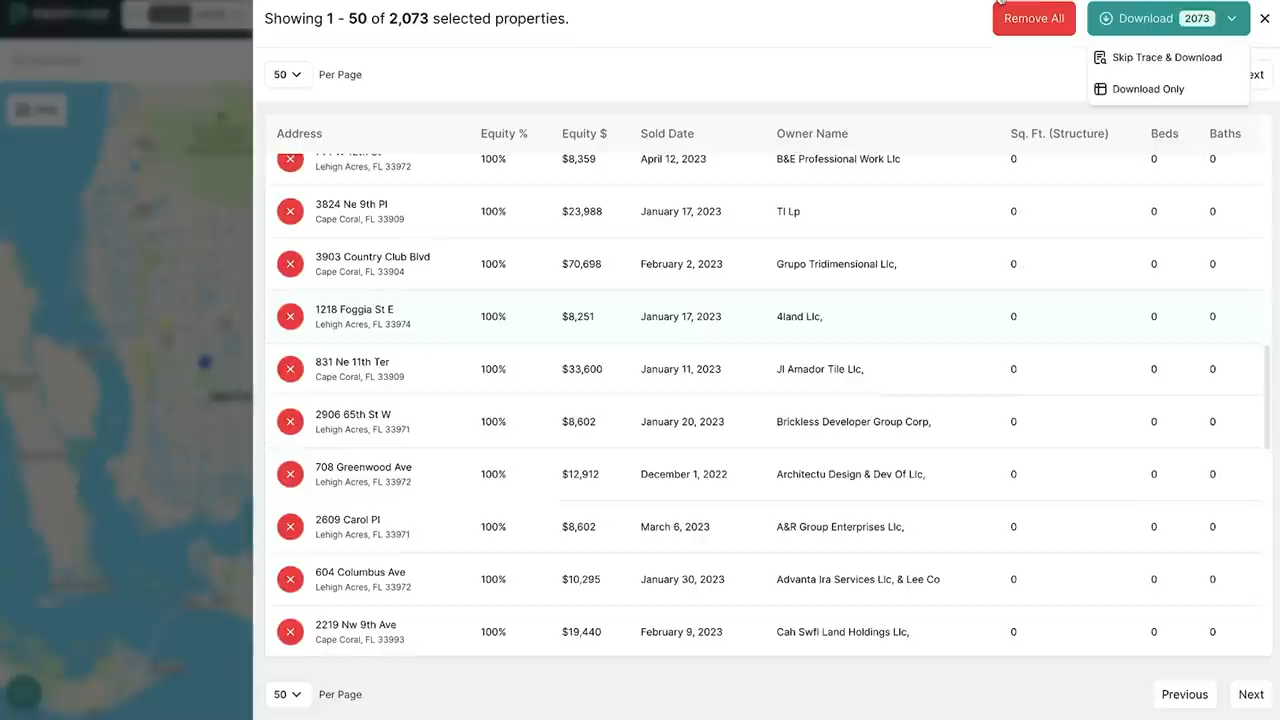 Showing 1 - 50 of 2,073 selected properties.
Remove All
Download 2073
Skip Trace & Download
Download Only
50 Per Page
Address Equity % Equity $ Sold Date Owner Name Sq. Ft. (Structure) Beds Baths
100% $8,359 April 12, 2023 B&E Professional Work Llc 0 0 0
Lehigh Acres, FL 33972
3824 Ne 9th Pl
Cape Coral, FL 33909
100% $23,988 January 17, 2023 Tl Lp 0 0 0
3903 Country Club Blvd
Cape Coral, FL 33904
100% $70,698 February 2, 2023 Grupo Tridimensional Llc, 0 0 0
1218 Foggia St E
Lehigh Acres, FL 33974
100% $8,251 January 17, 2023 4land Llc, 0 0 0
831 Ne 11th Ter
Cape Coral, FL 33909
100% $33,600 January 11, 2023 Jl Amador Tile Llc, 0 0 0
2906 65th St W
Lehigh Acres, FL 33971
100% $8,602 January 20, 2023 Brickless Developer Group Corp, 0 0 0
708 Greenwood Ave
Lehigh Acres, FL 33972
100% $12,912 December 1, 2022 Architectu Design & Dev Of Llc, 0 0 0
2609 Carol Pl
Lehigh Acres, FL 33971
100% $8,602 March 6, 2023 A&R Group Enterprises Llc, 0 0 0
604 Columbus Ave
Lehigh Acres, FL 33972
100% $10,295 January 30, 2023 Advanta Ira Services Llc, & Lee Co 0 0 0
2219 Nw 9th Ave
Cape Coral, FL 33993
100% $19,440 February 9, 2023 Cah Swfl Land Holdings Llc, 0 0 0
50 Per Page
Previous Next